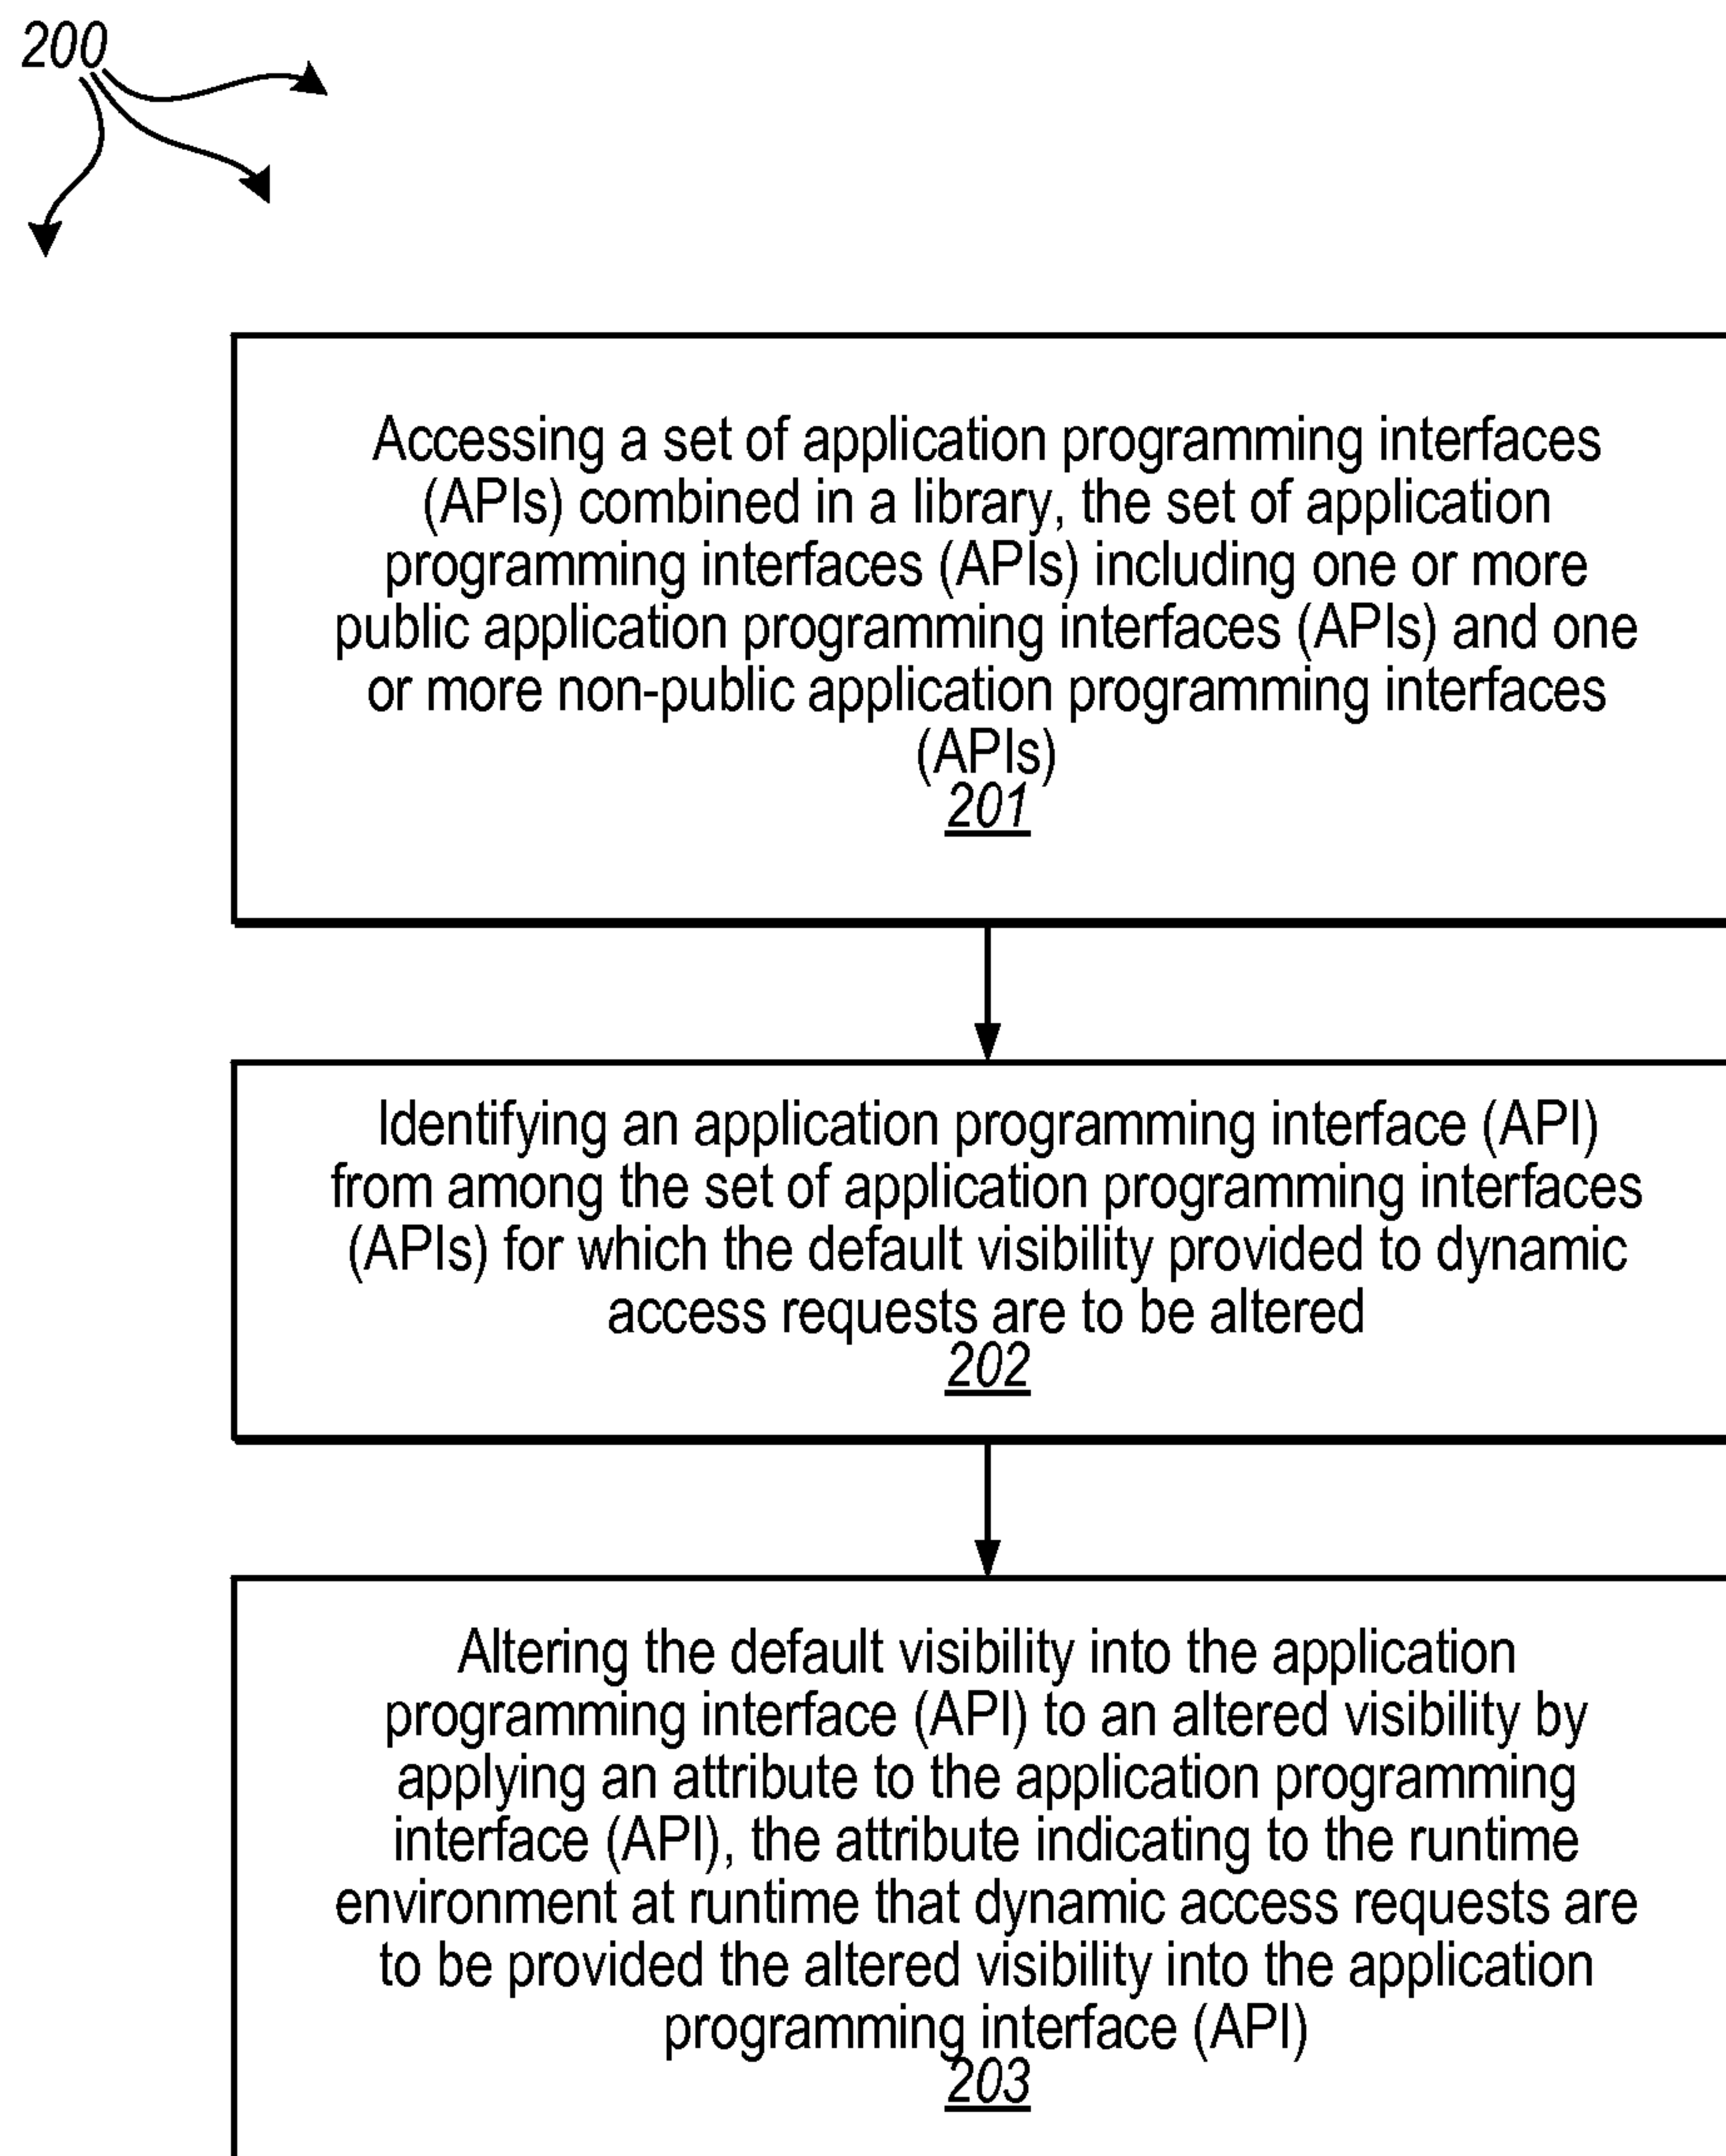 200
Accessing a set of application programming interfaces
(APIs) combined in a library, the set of application
programming interfaces (APIs) including one or more
public application programming interfaces (APIs) and one
or more non-public application programming interfaces
(APIs)
201
Identifying an application programming interface (API)
from among the set of application programming interfaces
(APIs) for which the default visibility provided to dynamic
access requests are to be altered
202
Altering the default visibility into the application
programming interface (API) to an altered visibility by
applying an attribute to the application programming
interface (API), the attribute indicating to the runtime
environment at runtime that dynamic access requests are
to be provided the altered visibility into the application
programming interface (API)
203